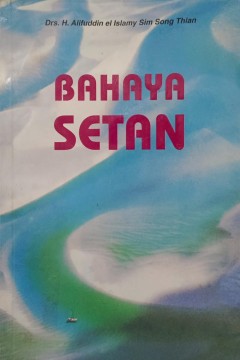 Drs. H. Alifuddin el Islamy Sim Song Thian
BAHAYA
SETAN